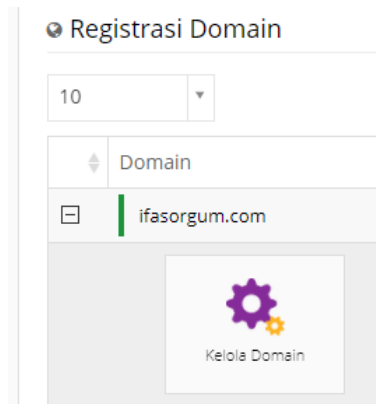 Registrasi Domain
10
Domain
ifasorgum.com
Kelola Domain